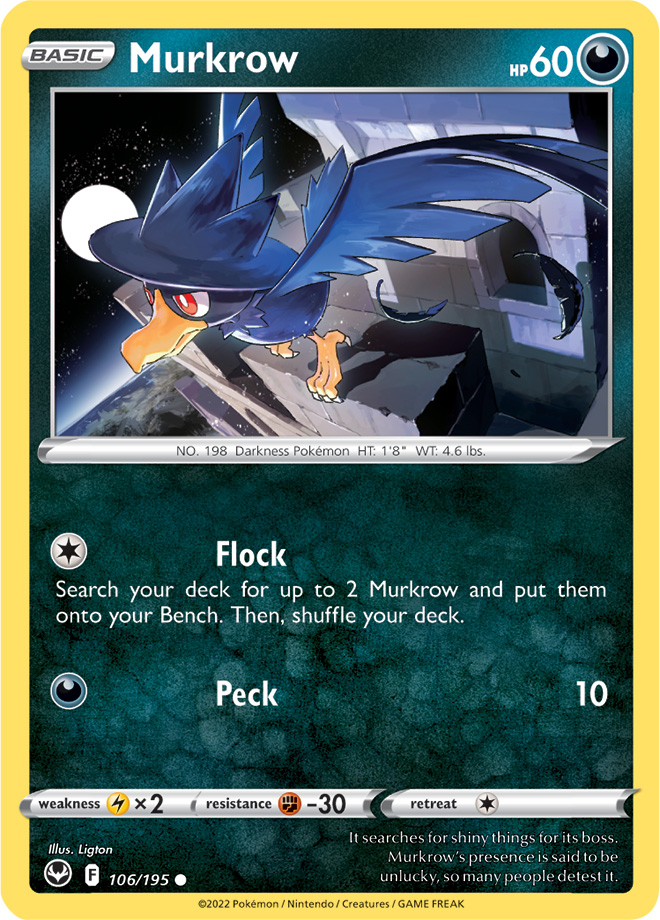 BASIC Murkrow HP60
NO. 198 Darkness Pokémon HT: 1'8" WT: 4.6 lbs.
Flock
Search your deck for up to 2 Murkrow and put them
onto your Bench. Then, shuffle your deck.
Peck 10
weakness ×2 resistance -30 retreat
It searches for shiny things for its boss.
Murkrow's presence is said to be
unlucky, so many people detest it.
Illus. Ligton
F 106/195
©2022 Pokémon / Nintendo / Creatures / GAME FREAK